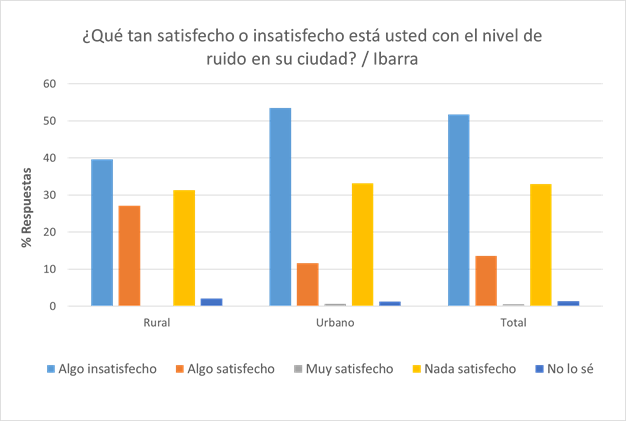 ¿Qué tan satisfecho o insatisfecho está usted con el nivel de
ruido en su ciudad? / Ibarra
60
50
40
30
20
10
0
% Respuestas
Rural
Urbano
Total
Algo insatisfecho
Algo satisfecho
Muy satisfecho
Nada satisfecho
No lo sé